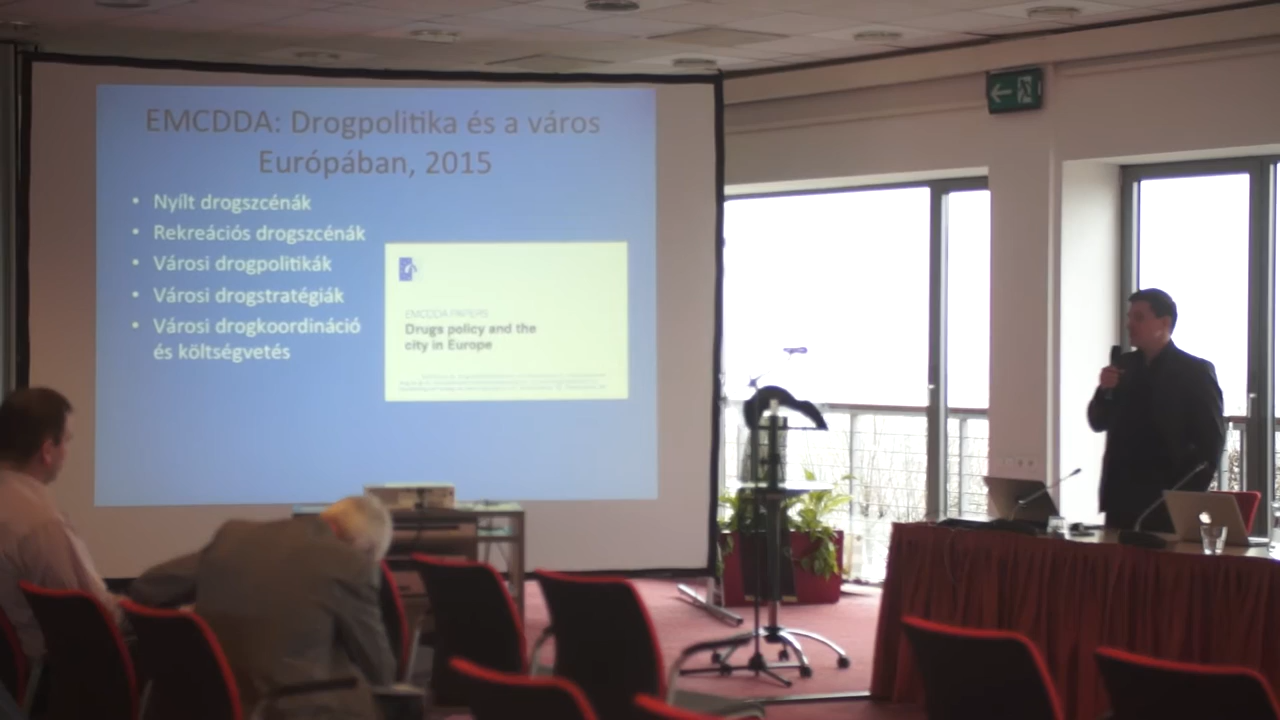 EMCDDA: Drogpolitika és a város
Európában, 2015
• Nyílt drogszcénák
• Rekreációs drogszcénák
• Városi drogpolitikák
• Városi drogstratégiák
• Városi drogkoordináció
és költségvetés
EMCDDA PAPERS
Drugs policy and the
city in Europe